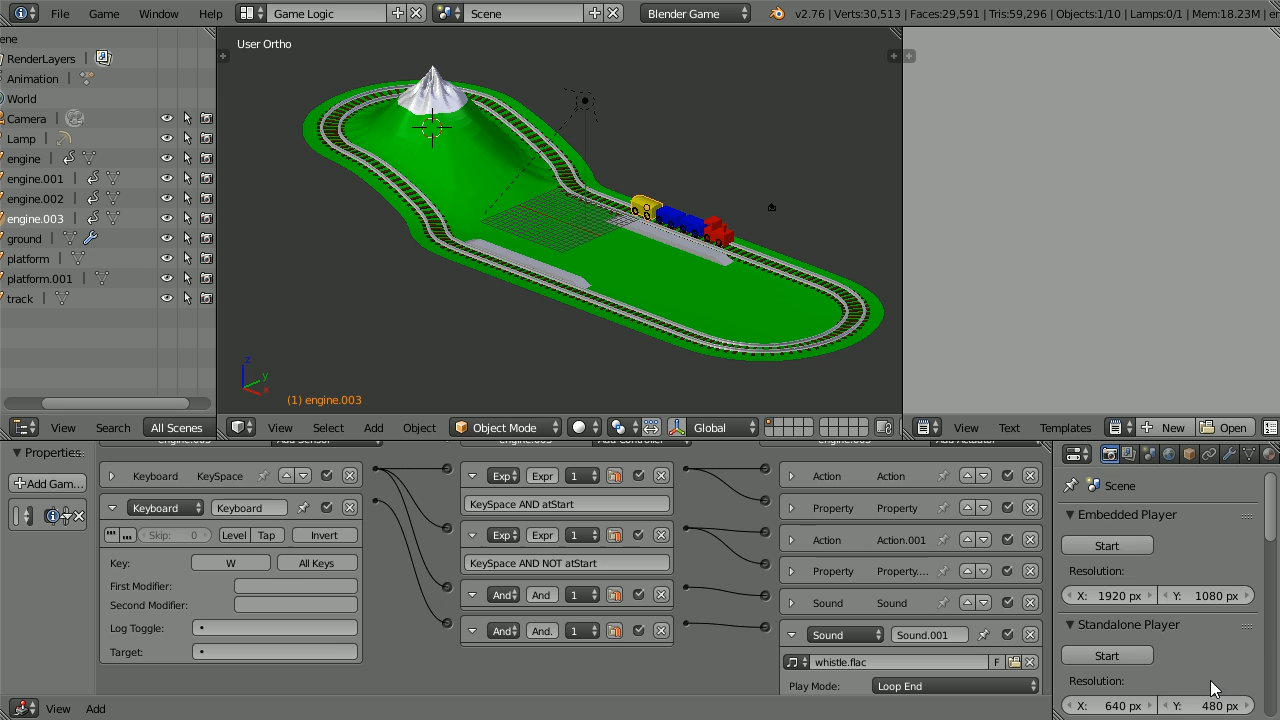 File Game Window Help Game Logic Scene Blender Game v2.76 | Verts:30,513 | Faces:29,591 | Tris:59,296 | Objects:1/10 | Lamps:0/1 | Mem:18.23M | e
ene
RenderLayers
Animation
World
Camera
Lamp
engine
engine.001
engine.002
engine.003
ground
platform
platform.001
track
User Ortho
z
y
x
(1) engine.003
View Search All Scenes
View Select Add Object Object Mode Global
View Text Templates New Open
Properties
Add Gam...
Keyboard KeySpace
Keyboard Keyboard
Skip: 0 Level Tap Invert
Key: W All Keys
First Modifier:
Second Modifier:
Log Toggle:
Target:
Exp Expr 1
KeySpace AND atStart
Exp Expr 1
KeySpace AND NOT atStart
And And 1
And And. 1
Action Action
Property Property
Action Action.001
Property Property....
Sound Sound
Sound Sound.001
whistle.flac F
Play Mode: Loop End
Scene
Embedded Player
Start
Resolution:
X: 1920 px Y: 1080 px
Standalone Player
Start
Resolution:
X: 640 px Y: 480 px
View Add